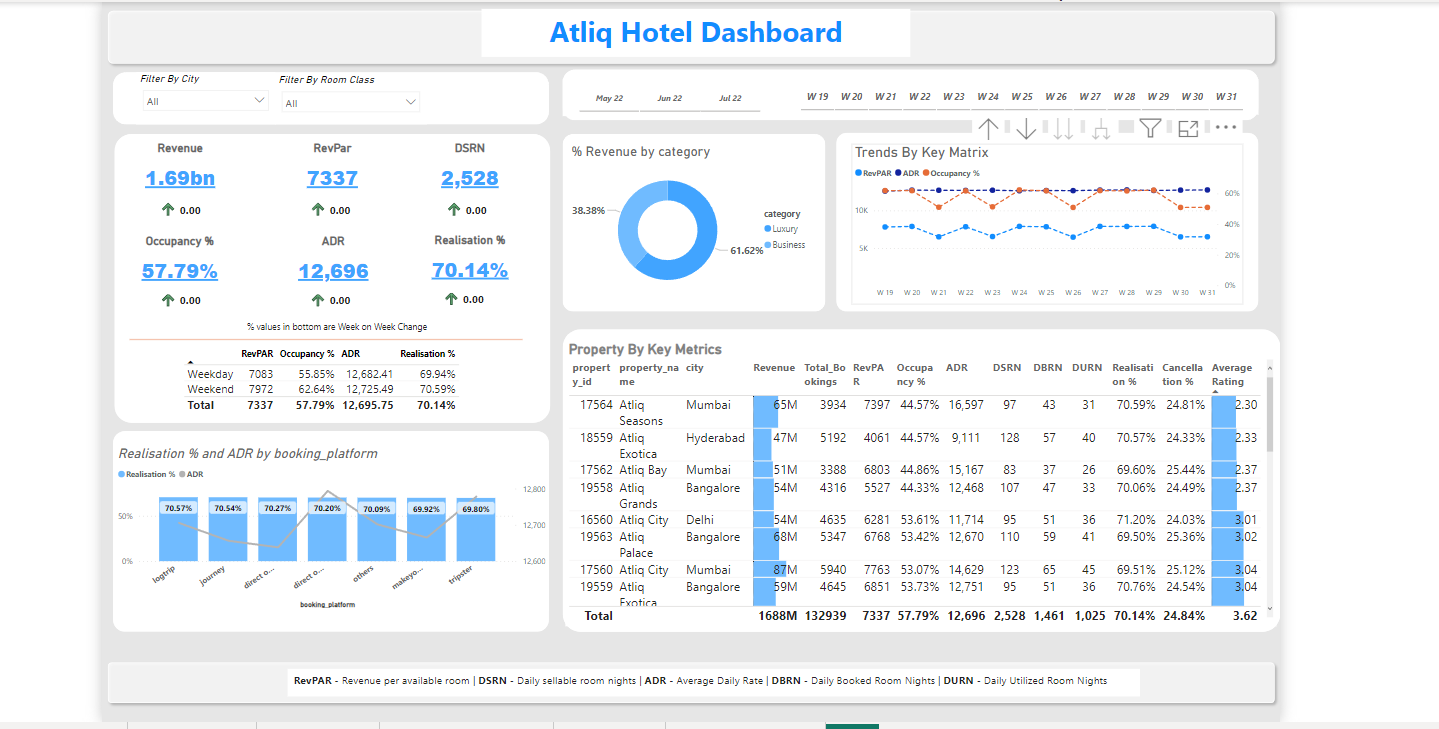 Atliq Hotel Dashboard
Filter By City
All
Filter By Room Class
All
May 22 Jun 22 Jul 22
W 19 W 20 W 21 W 22 W 23 W 24 W 25 W 26 W 27 W 28 W 29 W 30 W 31
Revenue RevPar DSRN
1.69bn 7337 2,528
0.00 0.00 0.00
Occupancy % ADR Realisation %
57.79% 12,696 70.14%
0.00 0.00 0.00
% values in bottom are Week on Week Change
RevPAR Occupancy % ADR Realisation %
Weekday 7083 55.85% 12,682.41 69.94%
Weekend 7972 62.64% 12,725.49 70.59%
Total 7337 57.79% 12,695.75 70.14%
% Revenue by category
38.38%
61.62%
category
Luxury
Business
Trends By Key Matrix
RevPAR ADR Occupancy %
10K
5K
60%
40%
20%
0%
W 19 W 20 W 21 W 22 W 23 W 24 W 25 W 26 W 27 W 28 W 29 W 30 W 31
Realisation % and ADR by booking_platform
Realisation % ADR
50%
0%
70.57% 70.54% 70.27% 70.20% 70.09% 69.92% 69.80%
12,800
12,700
12,600
logtrip journey direct o... direct o... others makeyo... tripster
booking_platform
Property By Key Metrics
propert property_na city Revenue Total_Bo RevPA Occupa ADR DSRN DBRN DURN Realisati Cancella Average
y_id me okings R ncy % on % tion % Rating
17564 Atliq Mumbai 65M 3934 7397 44.57% 16,597 97 43 31 70.59% 24.81% 2.30
Seasons
18559 Atliq Hyderabad 47M 5192 4061 44.57% 9,111 128 57 40 70.57% 24.33% 2.33
Exotica
17562 Atliq Bay Mumbai 51M 3388 6803 44.86% 15,167 83 37 26 69.60% 25.44% 2.37
19558 Atliq Bangalore 54M 4316 5527 44.33% 12,468 107 47 33 70.06% 24.49% 2.37
Grands
16560 Atliq City Delhi 54M 4635 6281 53.61% 11,714 95 51 36 71.20% 24.03% 3.01
19563 Atliq Bangalore 68M 5347 6768 53.42% 12,670 110 59 41 69.50% 25.36% 3.02
Palace
17560 Atliq City Mumbai 87M 5940 7763 53.07% 14,629 123 65 45 69.51% 25.12% 3.04
19559 Atliq Bangalore 59M 4645 6851 53.73% 12,751 95 51 36 70.76% 24.54% 3.04
Exotica
Total 1688M 132939 7337 57.79% 12,696 2,528 1,461 1,025 70.14% 24.84% 3.62
RevPAR - Revenue per available room | DSRN - Daily sellable room nights | ADR - Average Daily Rate | DBRN - Daily Booked Room Nights | DURN - Daily Utilized Room Nights